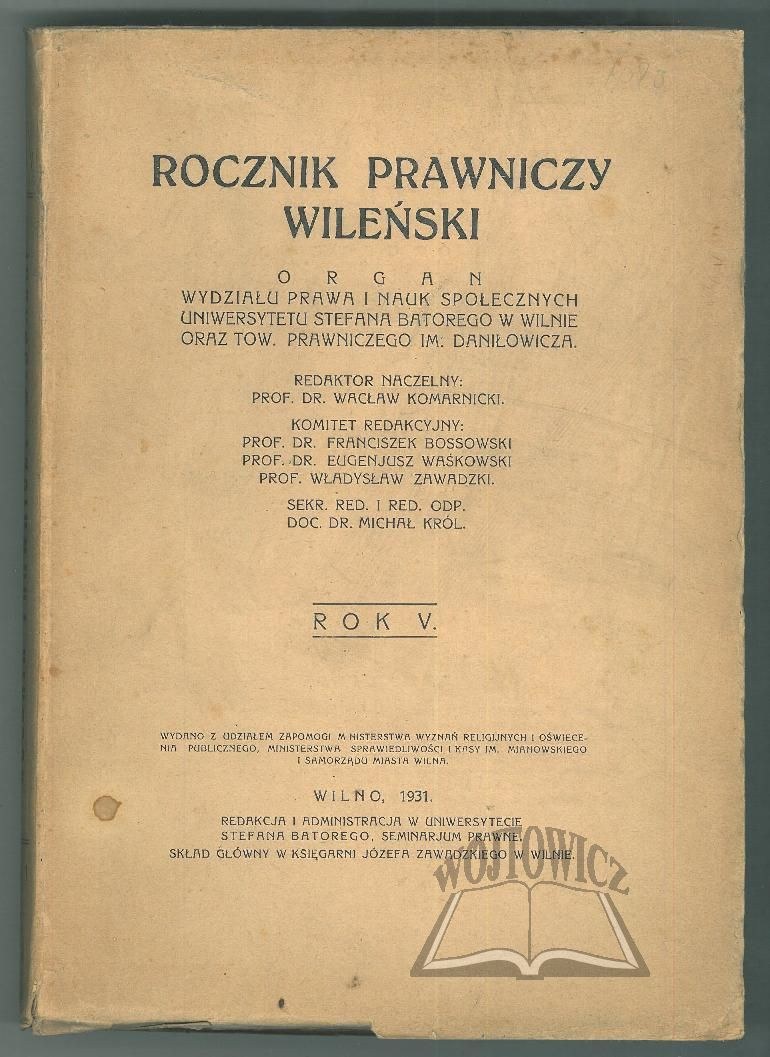 ROCZNIK PRAWNICZY
WILEŃSKI
ORGAN
WYDZIAŁU PRAWA I NAUK SPOŁECZNYCH
UNIWERSYTETU STEFANA BATOREGO W WILNIE
ORAZ TOW. PRAWNICZEGO IM. DANIŁOWICZA.
REDAKTOR NACZELNY:
PROF. DR. WACŁAW KOMARNICKI.
KOMITET REDAKCYJNY:
PROF. DR. FRANCISZEK BOSSOWSKI
PROF. DR. EUGENJUSZ WAŚKOWSKI
PROF. WŁADYSŁAW ZAWADZKI.
SEKR. RED. I RED. ODP.
DOC. DR. MICHAŁ KRÓL.
ROK V.
WYDANO Z UDZIAŁEM ZAPOMOGI M NISTERSTWA WYZNAŃ RELIGIJNYCH I OŚWIECE-
NIA PUBLICZNEGO, MINISTERSTWA SPRAWIEDLIWOŚCI I KASY IM. MIANOWSKIEGO
I SAMORZĄDU MIASTA WILNA.
WILNO, 1931.
REDAKCJA I ADMINISTRACJA W UNIWERSYTECIE
STEFANA BATOREGO, SEMINARJUM PRAWNE.
SKŁAD GŁÓWNY W KSIĘGARNI JÓZEFA ZAWADZKIEGO W WILNIE.
WÓJTOWICZ